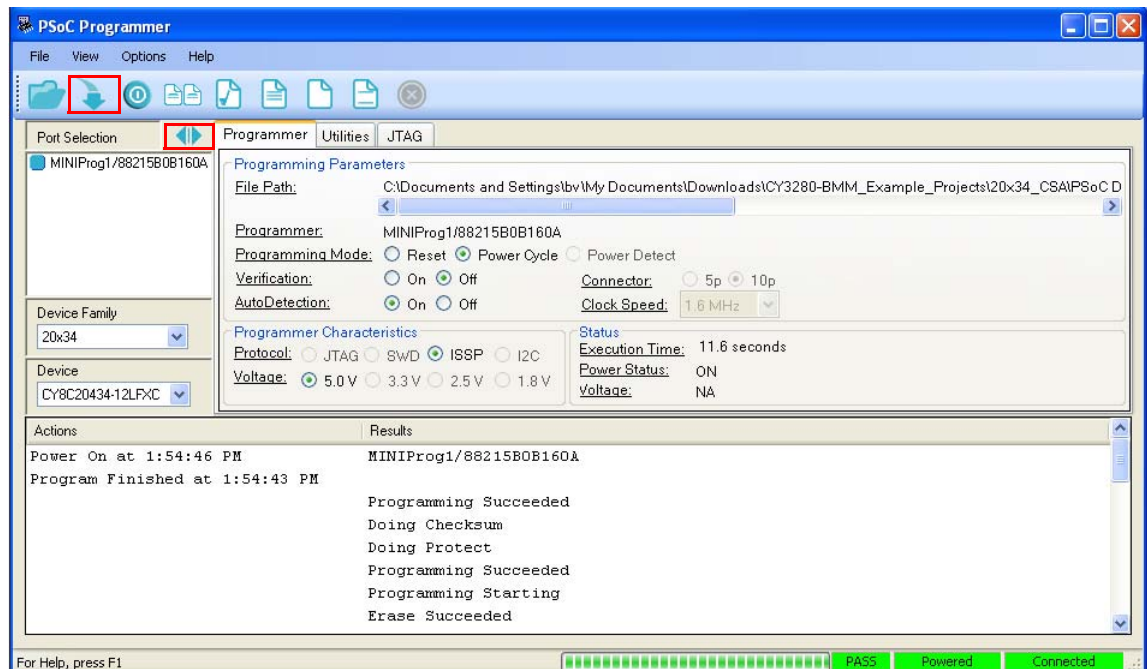 PSoC Programmer
File View Options Help
Port Selection
MINIProg1/88215B0B160A
Device Family
20x34
Device
CY8C20434-12LFXC
Programmer Utilities JTAG
Programming Parameters
File Path: C:\Documents and Settings\bv\My Documents\Downloads\CY3280-BMM_Example_Projects\20x34_CSA\PSoC D
Programmer: MINIProg1/88215B0B160A
Programming Mode: Reset Power Cycle Power Detect
Verification: On Off Connector: 5p 10p
AutoDetection: On Off Clock Speed: 1.6 MHz
Programmer Characteristics
Protocol: JTAG SWD ISSP I2C
Voltage: 5.0 V 3.3 V 2.5 V 1.8 V
Status
Execution Time: 11.6 seconds
Power Status: ON
Voltage: NA
Actions Results
Power On at 1:54:46 PM MINIProg1/88215B0B160A
Program Finished at 1:54:43 PM
Programming Succeeded
Doing Checksum
Doing Protect
Programming Succeeded
Programming Starting
Erase Succeeded
For Help, press F1 PASS Powered Connected